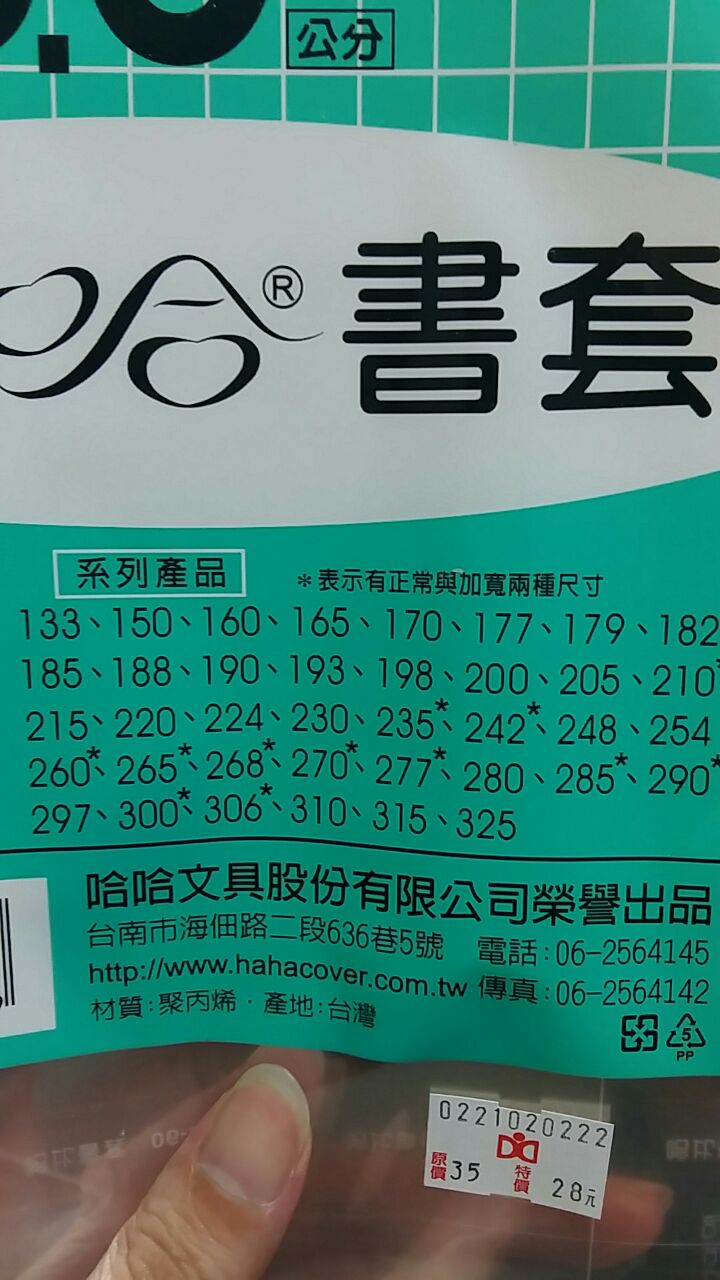 公分
哈® 書套
系列產品 *表示有正常與加寬兩種尺寸
133、150、160、165、170、177、179、182
185、188、190、193、198、200、205、210*
215、220、224、230、235*、242*、248、254
260*、265*、268*、270*、277*、280、285*、290*
297、300*、306*、310、315、325
哈哈文具股份有限公司榮譽出品
台南市海佃路二段636巷5號 電話:06-2564145
http://www.hahacover.com.tw 傳真:06-2564142
材質:聚丙烯·產地:台灣
5
PP
0221020222
原價35 特價 28元